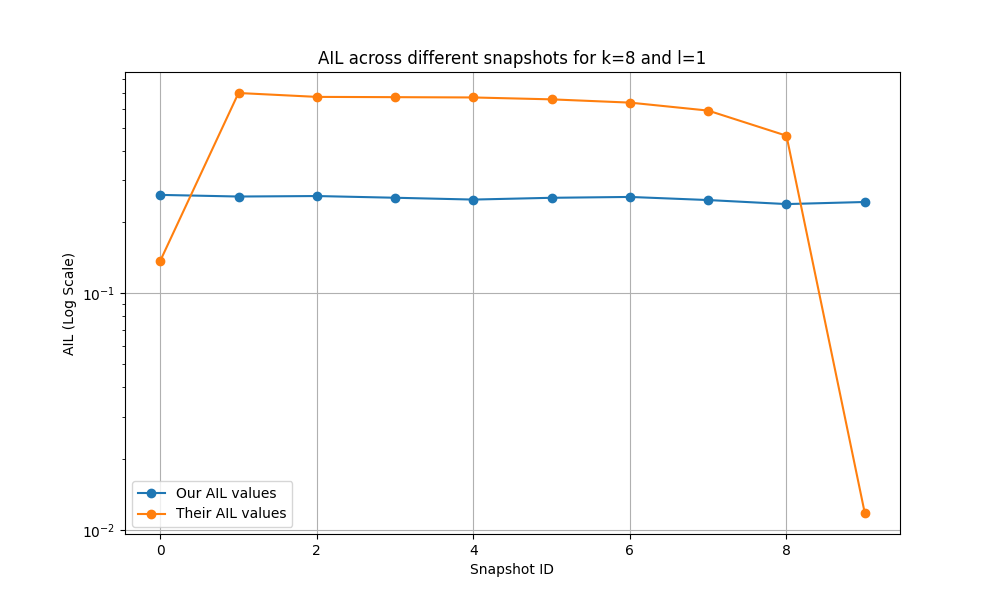 AIL across different snapshots for k=8 and l=1
AIL (Log Scale)
10⁻¹
10⁻²
Our AIL values
Their AIL values
0 2 4 6 8
Snapshot ID